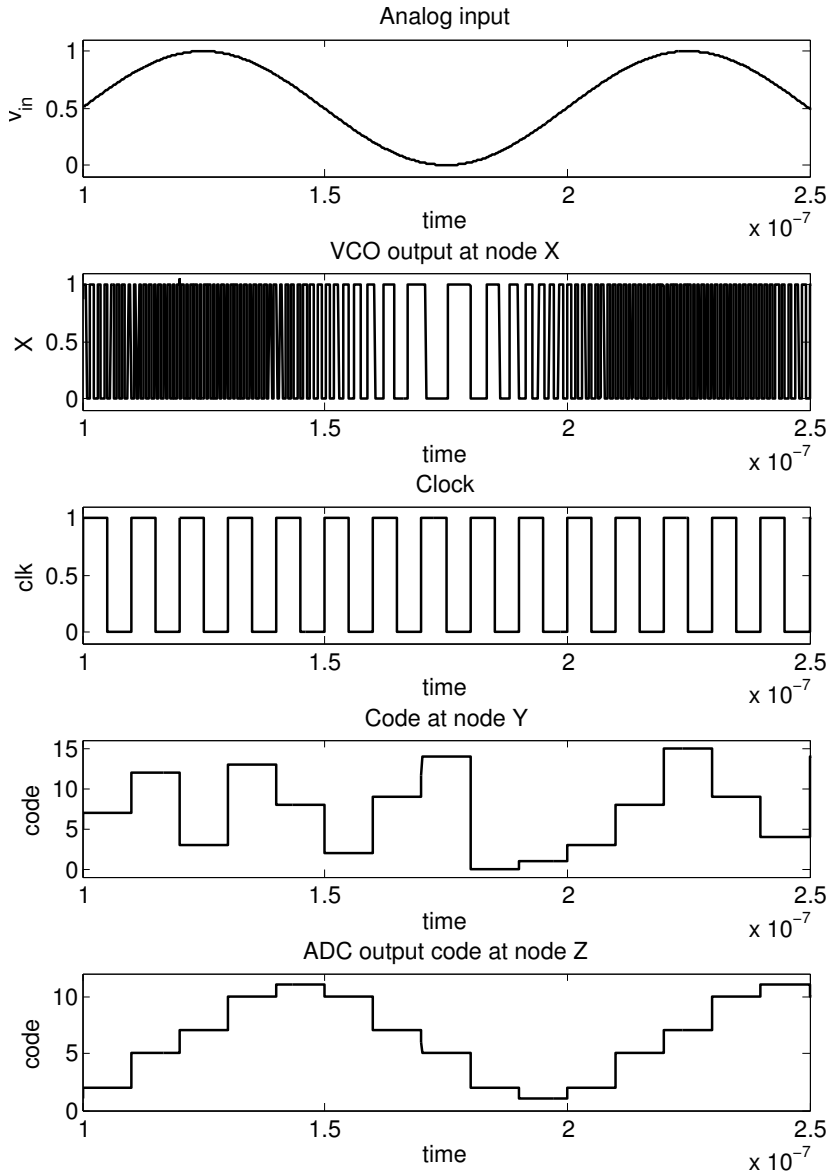 Analog input
v_in
1
0.5
0
1 1.5 2 2.5
time
x 10^-7
VCO output at node X
X
1
0.5
0
1 1.5 2 2.5
time
x 10^-7
Clock
clk
1
0.5
0
1 1.5 2 2.5
time
x 10^-7
Code at node Y
code
15
10
5
0
1 1.5 2 2.5
time
x 10^-7
ADC output code at node Z
code
10
5
0
1 1.5 2 2.5
time
x 10^-7